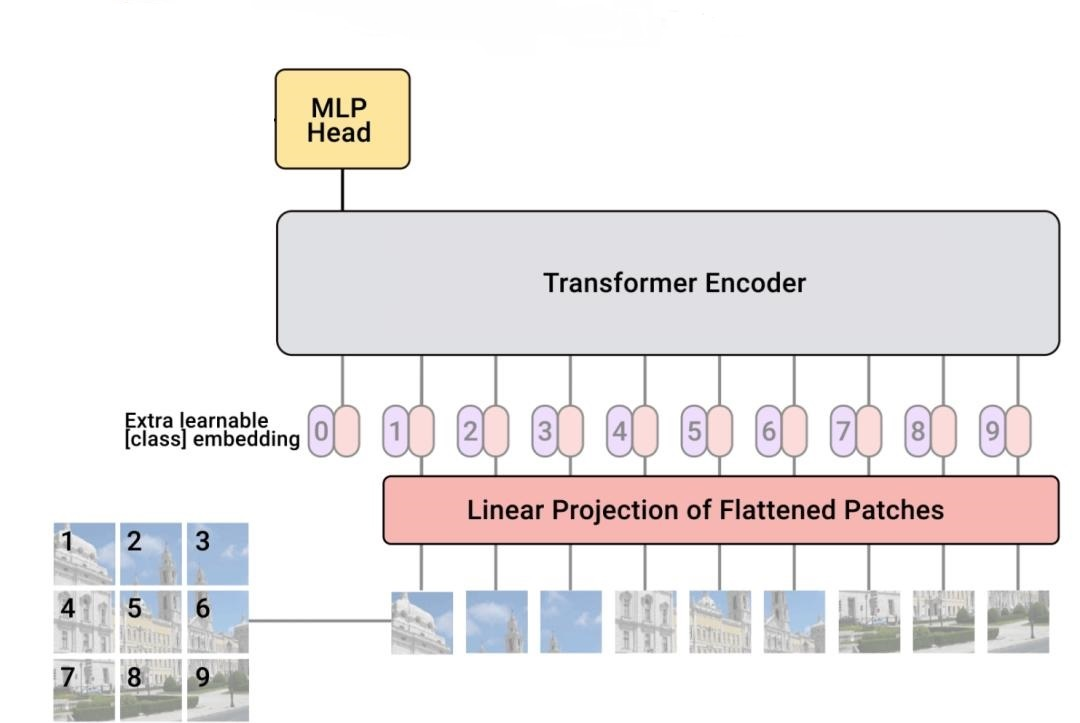 MLP
Head
Transformer Encoder
Extra learnable
[class] embedding
0 1 2 3 4 5 6 7 8 9
Linear Projection of Flattened Patches
1 2 3
4 5 6
7 8 9